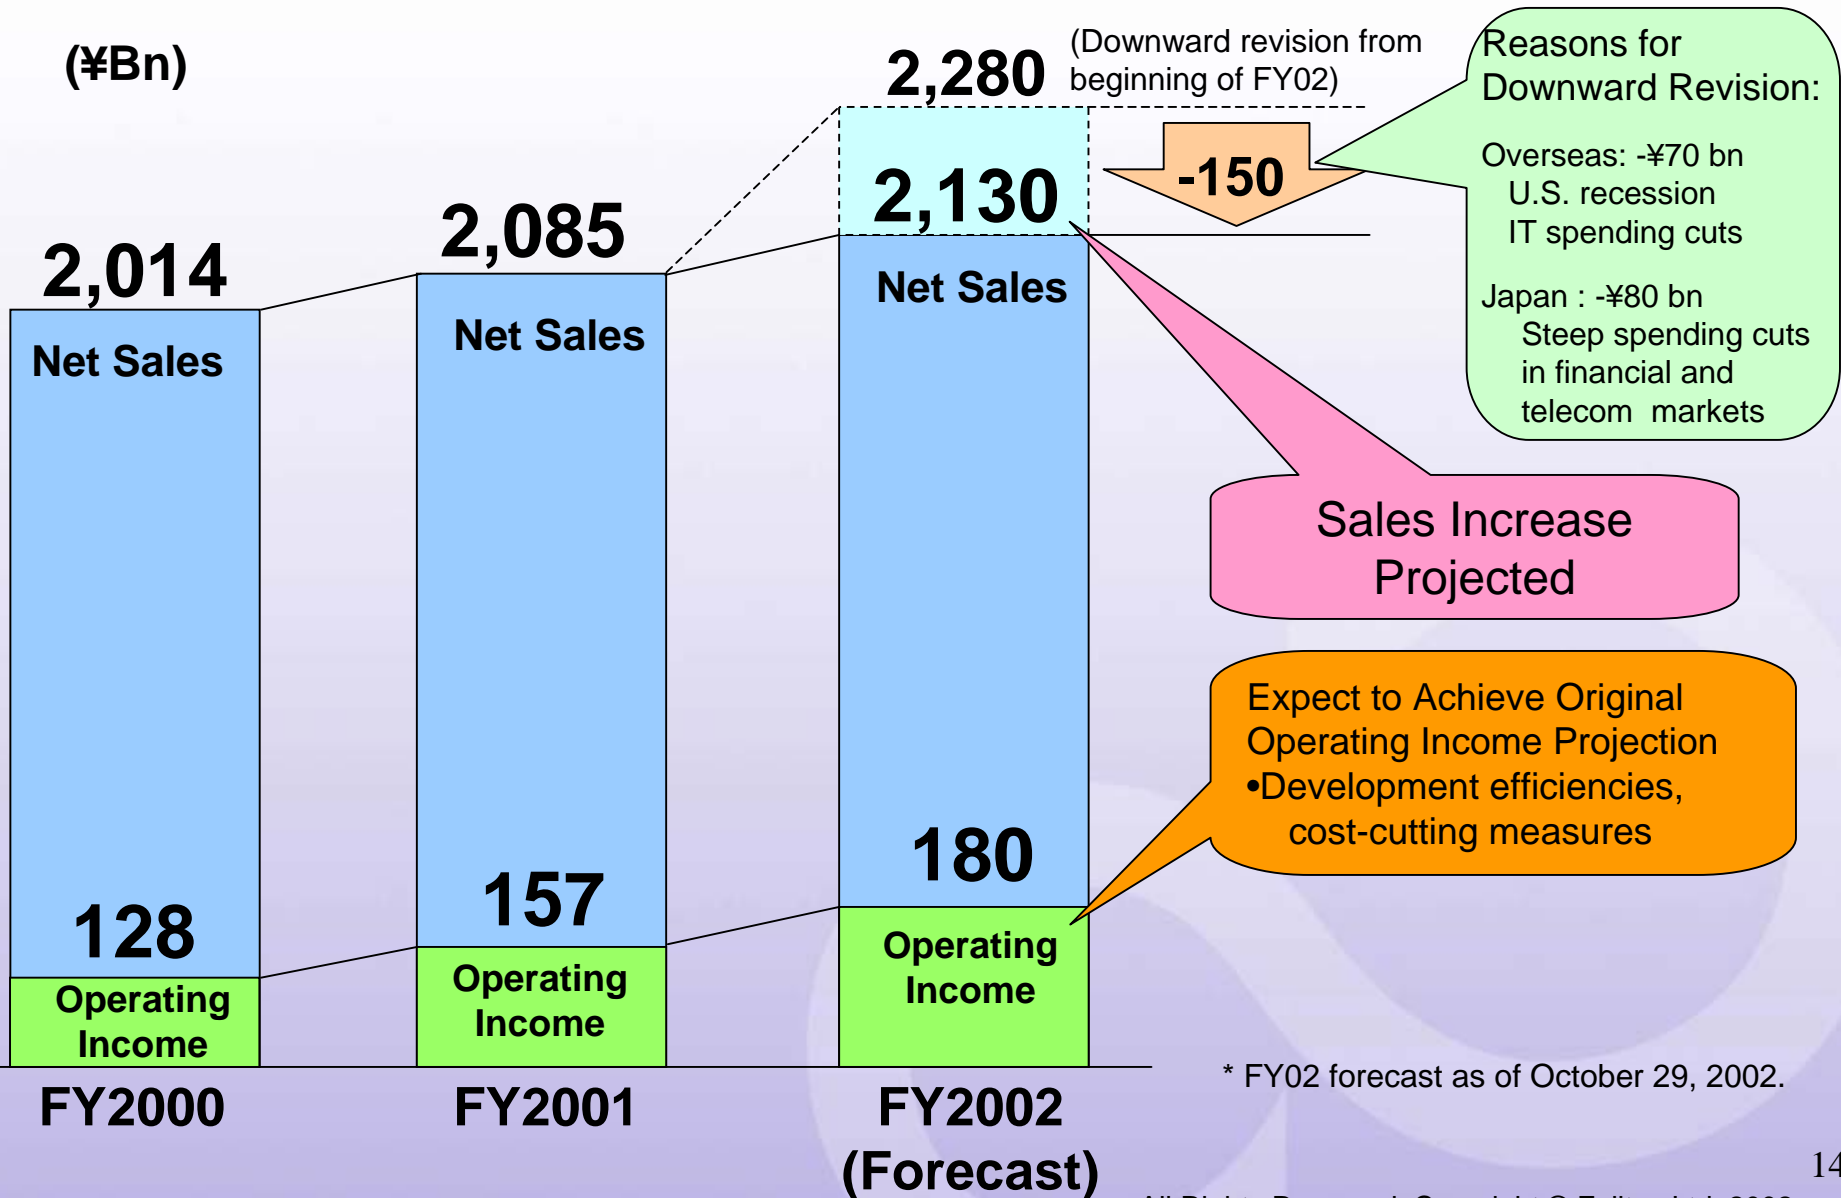 (¥Bn)
2,014
Net Sales
128
Operating
Income
FY2000
2,085
Net Sales
157
Operating
Income
FY2001
2,280
(Downward revision from
beginning of FY02)
2,130
-150
Net Sales
180
Operating
Income
FY2002
(Forecast)
Reasons for
Downward Revision:
Overseas: -¥70 bn
U.S. recession
IT spending cuts
Japan : -¥80 bn
Steep spending cuts
in financial and
telecom markets
Sales Increase
Projected
Expect to Achieve Original
Operating Income Projection
•Development efficiencies,
cost-cutting measures
* FY02 forecast as of October 29, 2002.
14